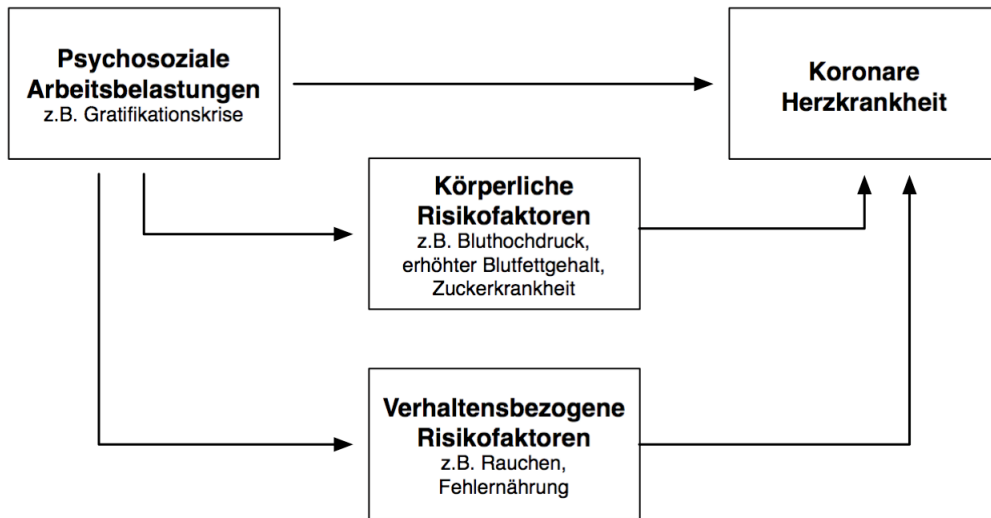 Psychosoziale
Arbeitsbelastungen
z.B. Gratifikationskrise
Koronare
Herzkrankheit
Körperliche
Risikofaktoren
z.B. Bluthochdruck,
erhöhter Blutfettgehalt,
Zuckerkrankheit
Verhaltensbezogene
Risikofaktoren
z.B. Rauchen,
Fehlernährung